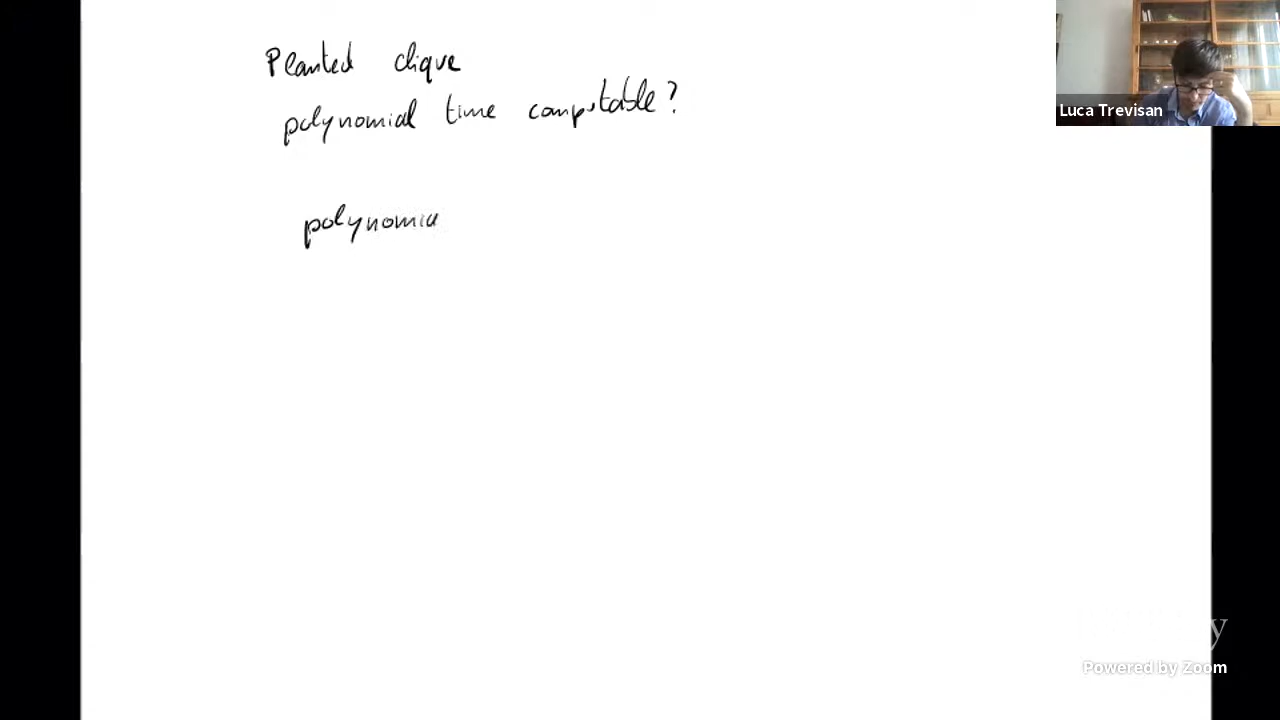 Planted clique
polynomial time computable?
polynomia
Luca Trevisan
y
Powered by Zoom